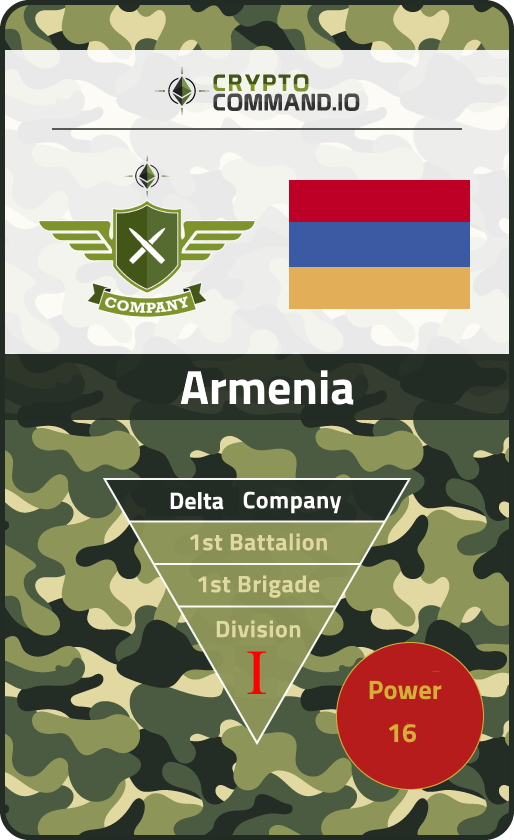 CRYPTO
COMMAND.IO
COMPANY
Armenia
Delta Company
1st Battalion
1st Brigade
Division
I
Power
16